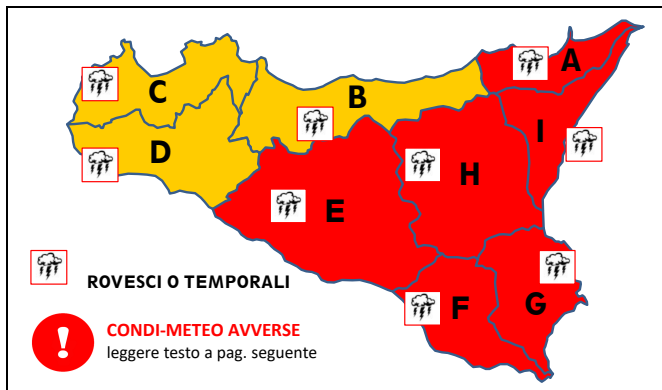 A
C
B
I
D
H
E
F
G
ROVESCI O TEMPORALI
!
CONDI-METEO AVVERSE
leggere testo a pag. seguente